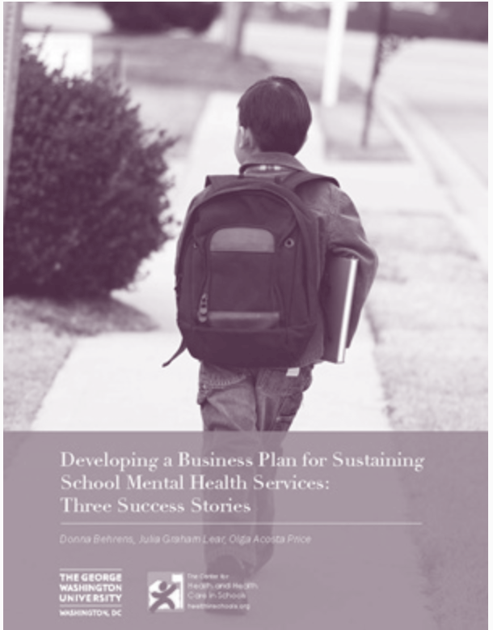 Developing a Business Plan for Sustaining
School Mental Health Services:
Three Success Stories
Donna Behrens, Julia Graham Lear, Olga Acosta Price
THE GEORGE
WASHINGTON
UNIVERSITY
WASHINGTON, DC
The Center for
Health and Health
Care in Schools
healthinschools.org